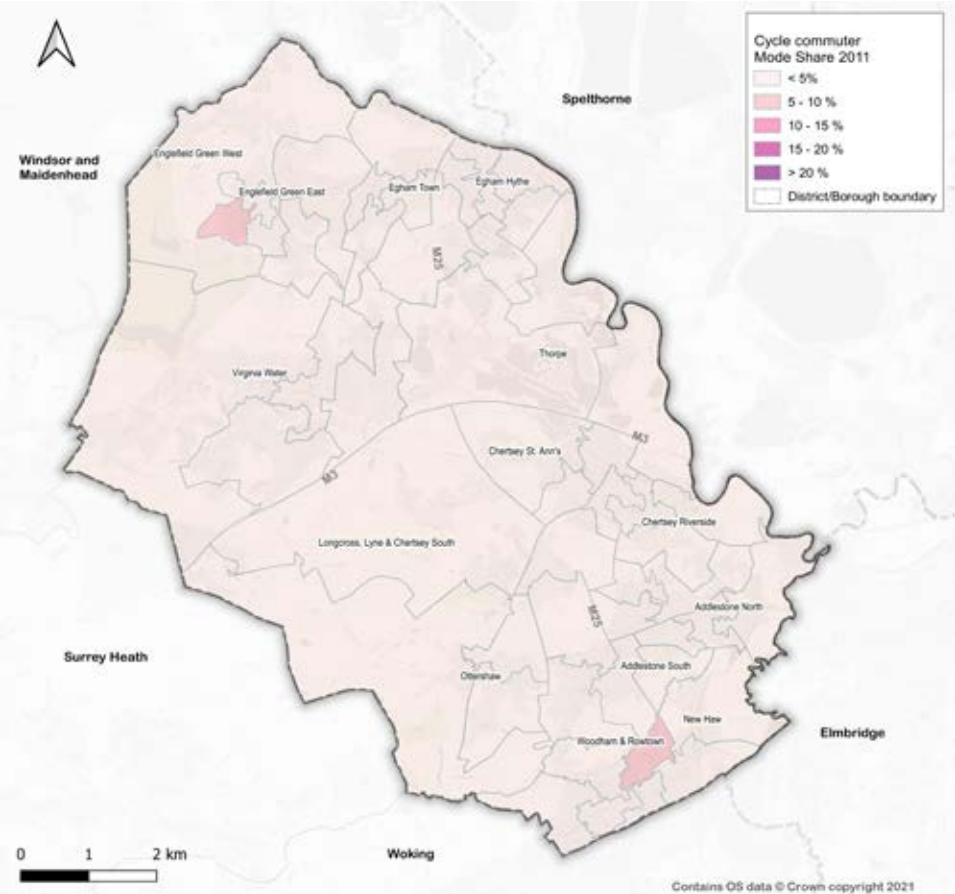 Cycle commuter
Mode Share 2011
< 5%
5 - 10 %
10 - 15 %
15 - 20 %
> 20 %
District/Borough boundary
Spelthorne
Windsor and
Maidenhead
Englefield Green West
Englefield Green East
Egham Town
Egham Hythe
M25
Thorpe
Virginia Water
M3
Chertsey St. Ann's
M3
Chertsey Riverside
Longcross, Lyne & Chertsey South
M25
Addlestone North
Surrey Heath
Ottershaw
Addlestone South
New Haw
Woodham & Rowtown
Elmbridge
Woking
0 1 2 km
Contains OS data © Crown copyright 2021